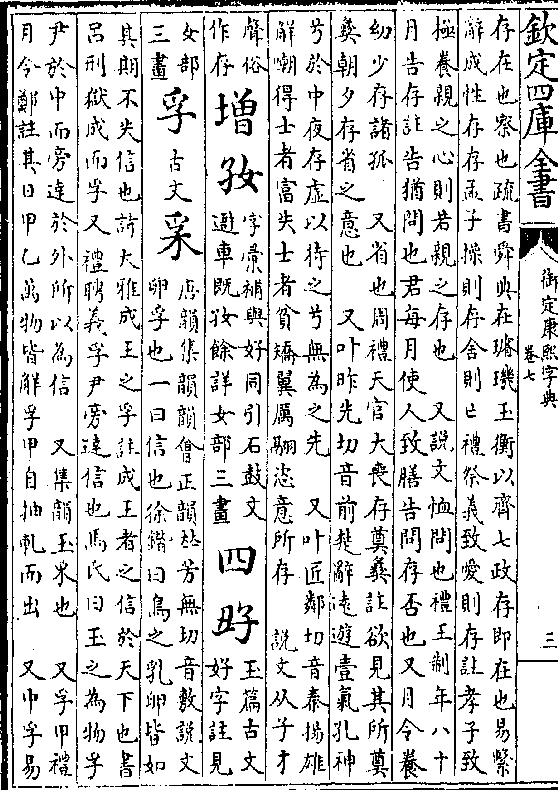 欽定四庫全書
御定康熙字典
卷七
三
存在也察也疏書舜典在璿璣玉衡以齊七政存即在也易繫
辭成性存存孟子操則存舍則亡禮祭義致愛則存註孝子致
極養親之心則若親之存也 又說文恤問也禮王制年八十
月告存註告猶問也君每月使人致膳告問存否也又月令養
幼少存諸孤 又省也周禮天官大喪存奠彝註欲見其所奠
彝朝夕存省之意也 又叶昨先切音前楚辭遠遊壹氣孔神
兮於中夜存虛以待之兮無為之先 又叶匠鄰切音秦揚雄
解嘲得士者富失士者貧矯翼厲翮恣意所存 說文从子才
聲俗作存
增 字彙補與好同引石鼓文車既餘詳女部三畫
四 玉篇古文好字註見
女部三畫
孚 古文 唐韻集韻韻會正韻𠀤芳無切音敷說文
卵孚也一曰信也徐鍇曰鳥之乳卵皆如
其期不失信也詩大雅成王之孚註成王者之信於天下也書
呂刑獄成而孚又禮聘義孚尹旁達信也馬氏曰玉之為物孚
尹於中而旁達於外所以為信 又集韻玉采也 又孚甲禮
月令鄭註其日甲乙萬物皆解孚甲自抽軋而出 又中孚易